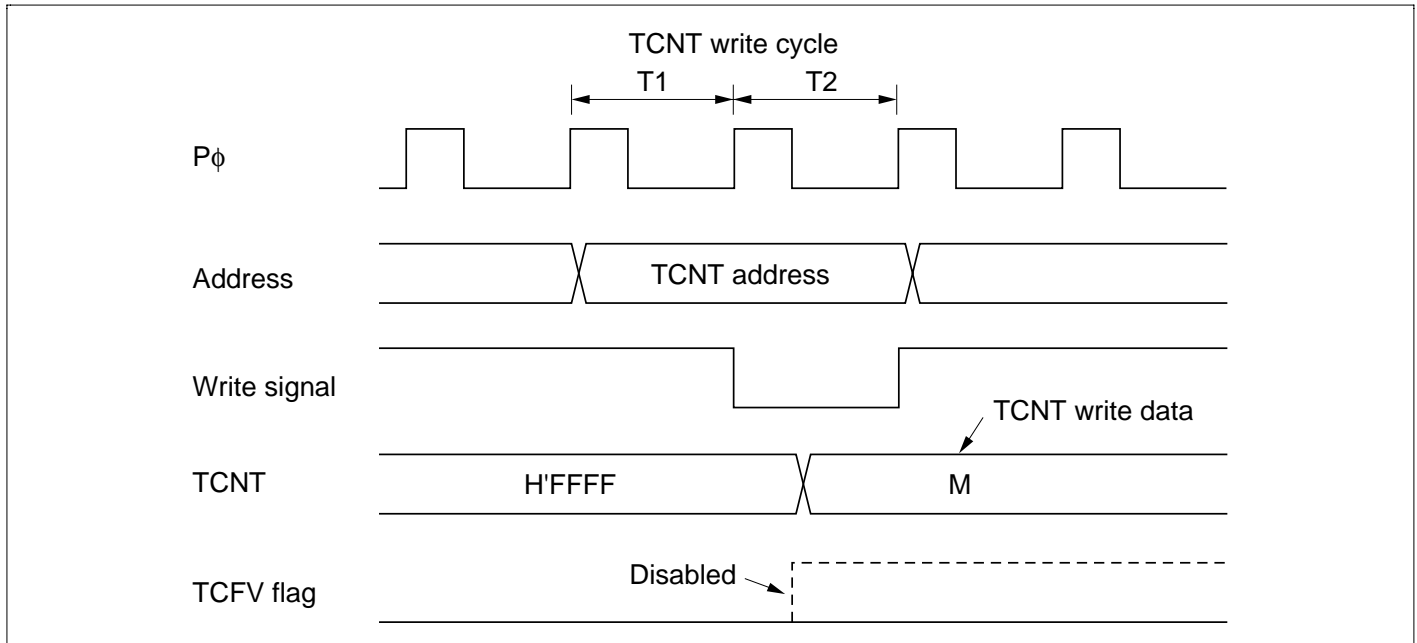 TCNT write cycle
T1 T2
Pϕ
Address TCNT address
Write signal
TCNT write data
TCNT H'FFFF M
Disabled
TCFV flag